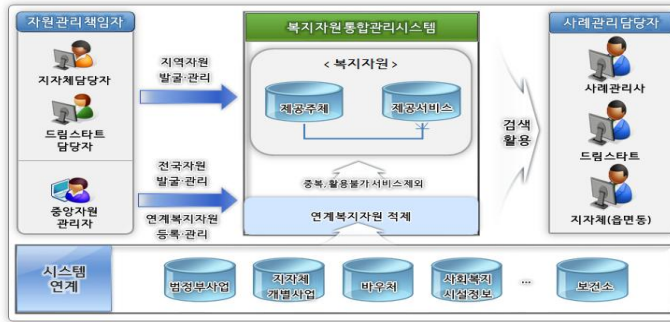 자원관리책임자
지자체담당자
드림스타트
담당자
중앙자원
관리자
지역자원
발굴·관리
전국자원
발굴·관리
연계복지자원
등록·관리
복지자원통합관리시스템
< 복지자원 >
제공주체
제공서비스
중복, 활용불가 서비스제외
연계복지자원 적제
검색
활용
사례관리담당자
사례관리사
드림스타트
지자체(읍면동)
시스템
연계
범정부사업
지자체
개별사업
바우처
사회복지
시설정보
...
보건소